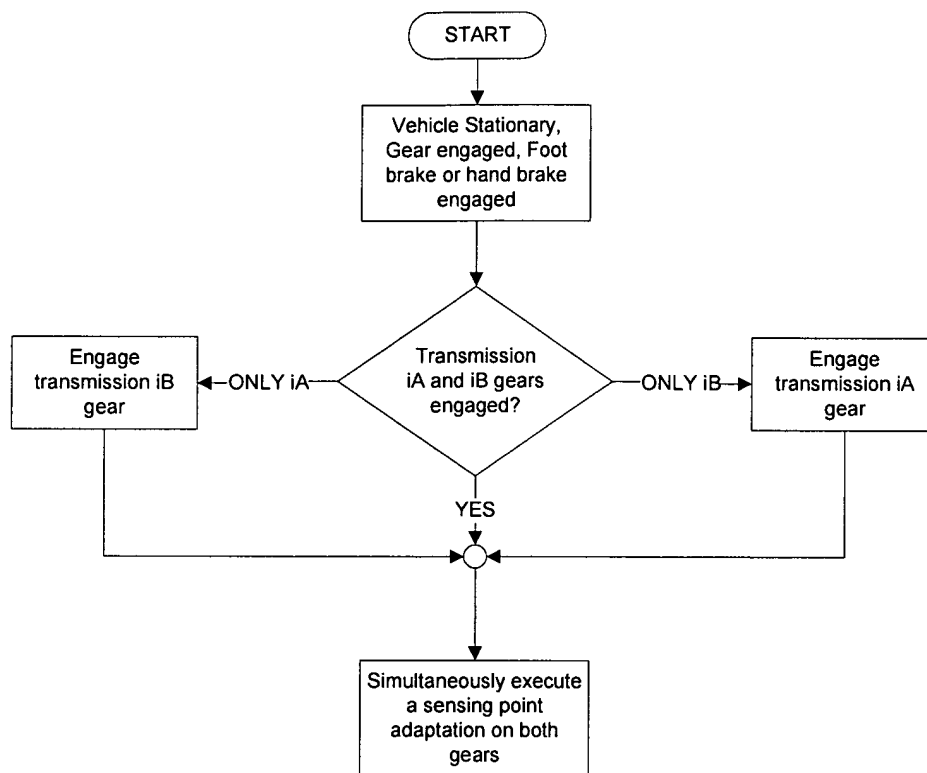 START
Vehicle Stationary,
Gear engaged, Foot
brake or hand brake
engaged
Transmission
iA and iB gears
engaged?
ONLY iA
Engage
transmission iB
gear
ONLY iB
Engage
transmission iA
gear
YES
Simultaneously execute
a sensing point
adaptation on both
gears